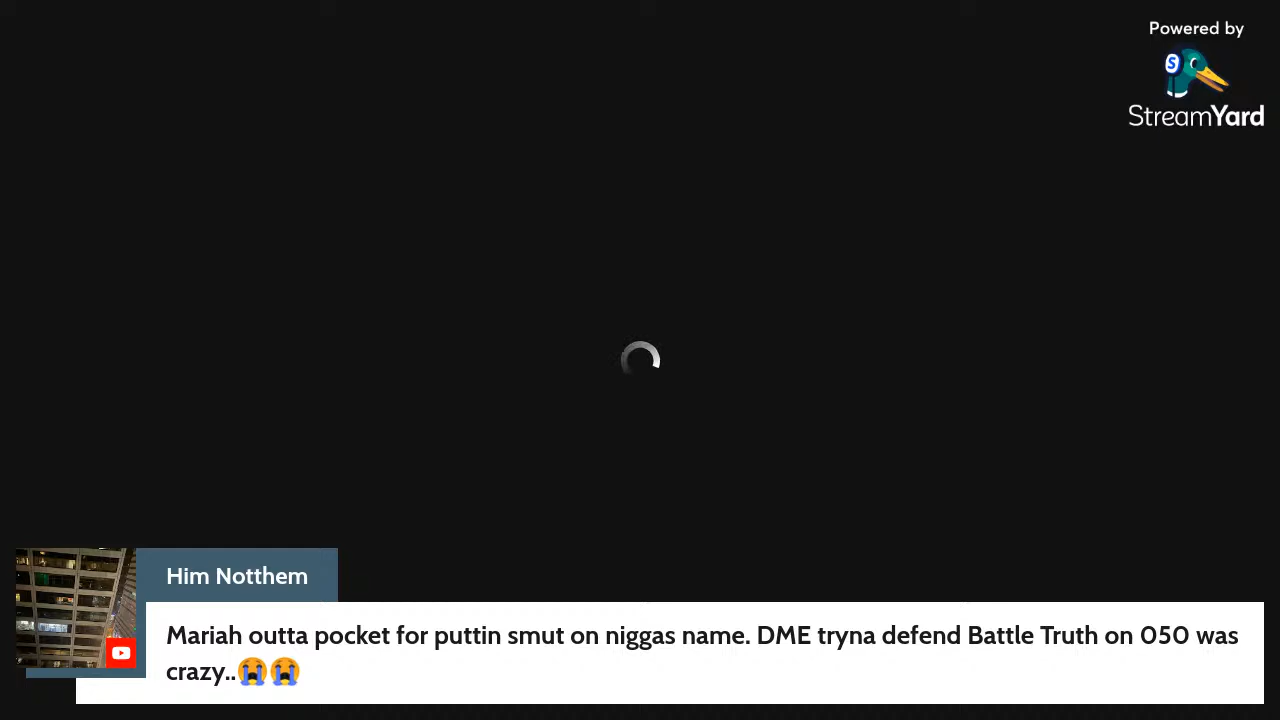 Powered by
S
StreamYard
Him Notthem
Mariah outta pocket for puttin smut on niggas name. DME tryna defend Battle Truth on 050 was
crazy..😭😭